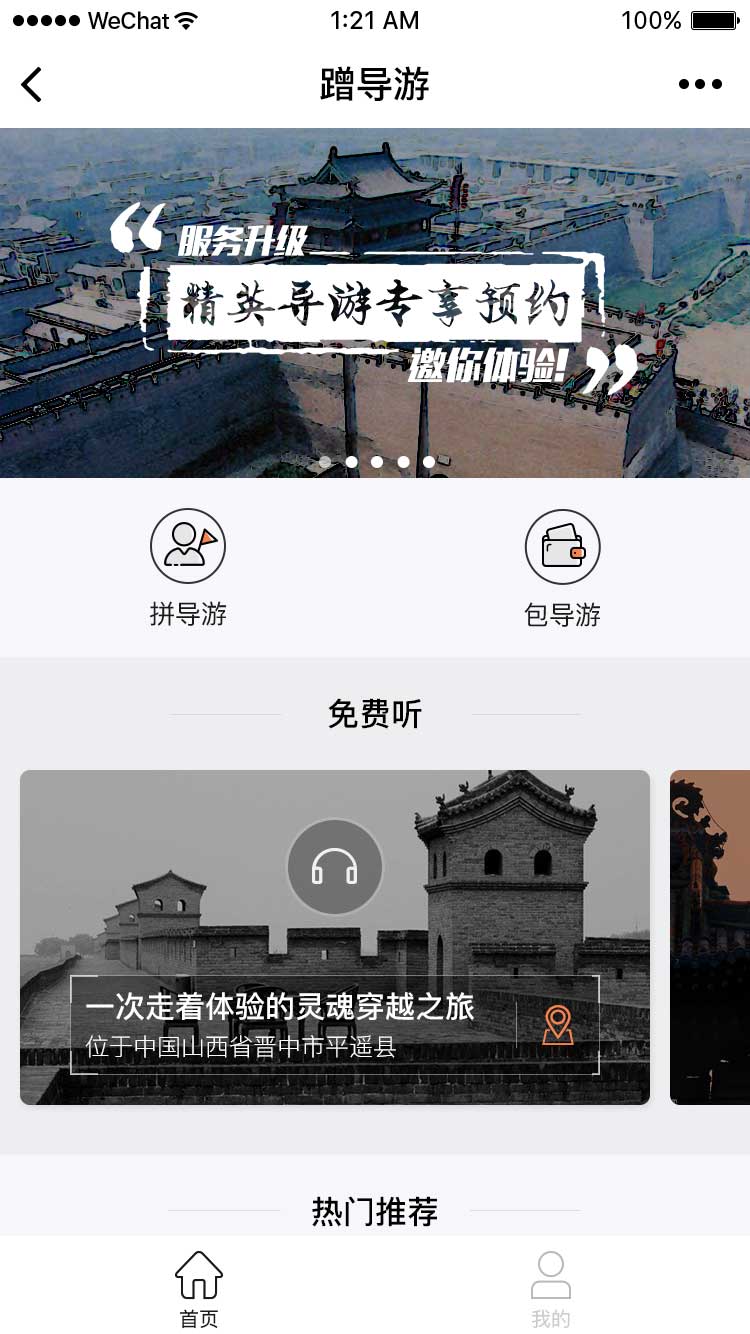 WeChat 1:21 AM 100%
蹭导游
服务升级
精英导游专享预约
邀你体验!
拼导游
包导游
免费听
一次走着体验的灵魂穿越之旅
位于中国山西省晋中市平遥县
热门推荐
首页
我的